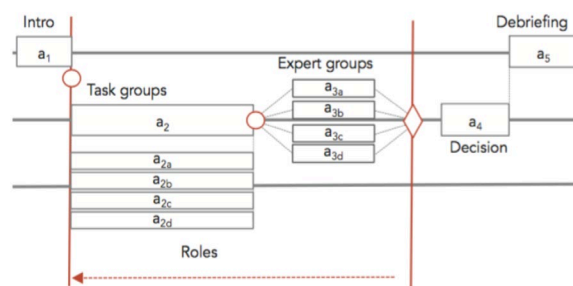 Intro
Debriefing
a1
a5
Expert groups
Task groups
a3a
a3b
a2
a3c
a4
a3d
Decision
a2a
a2b
a2c
a2d
Roles